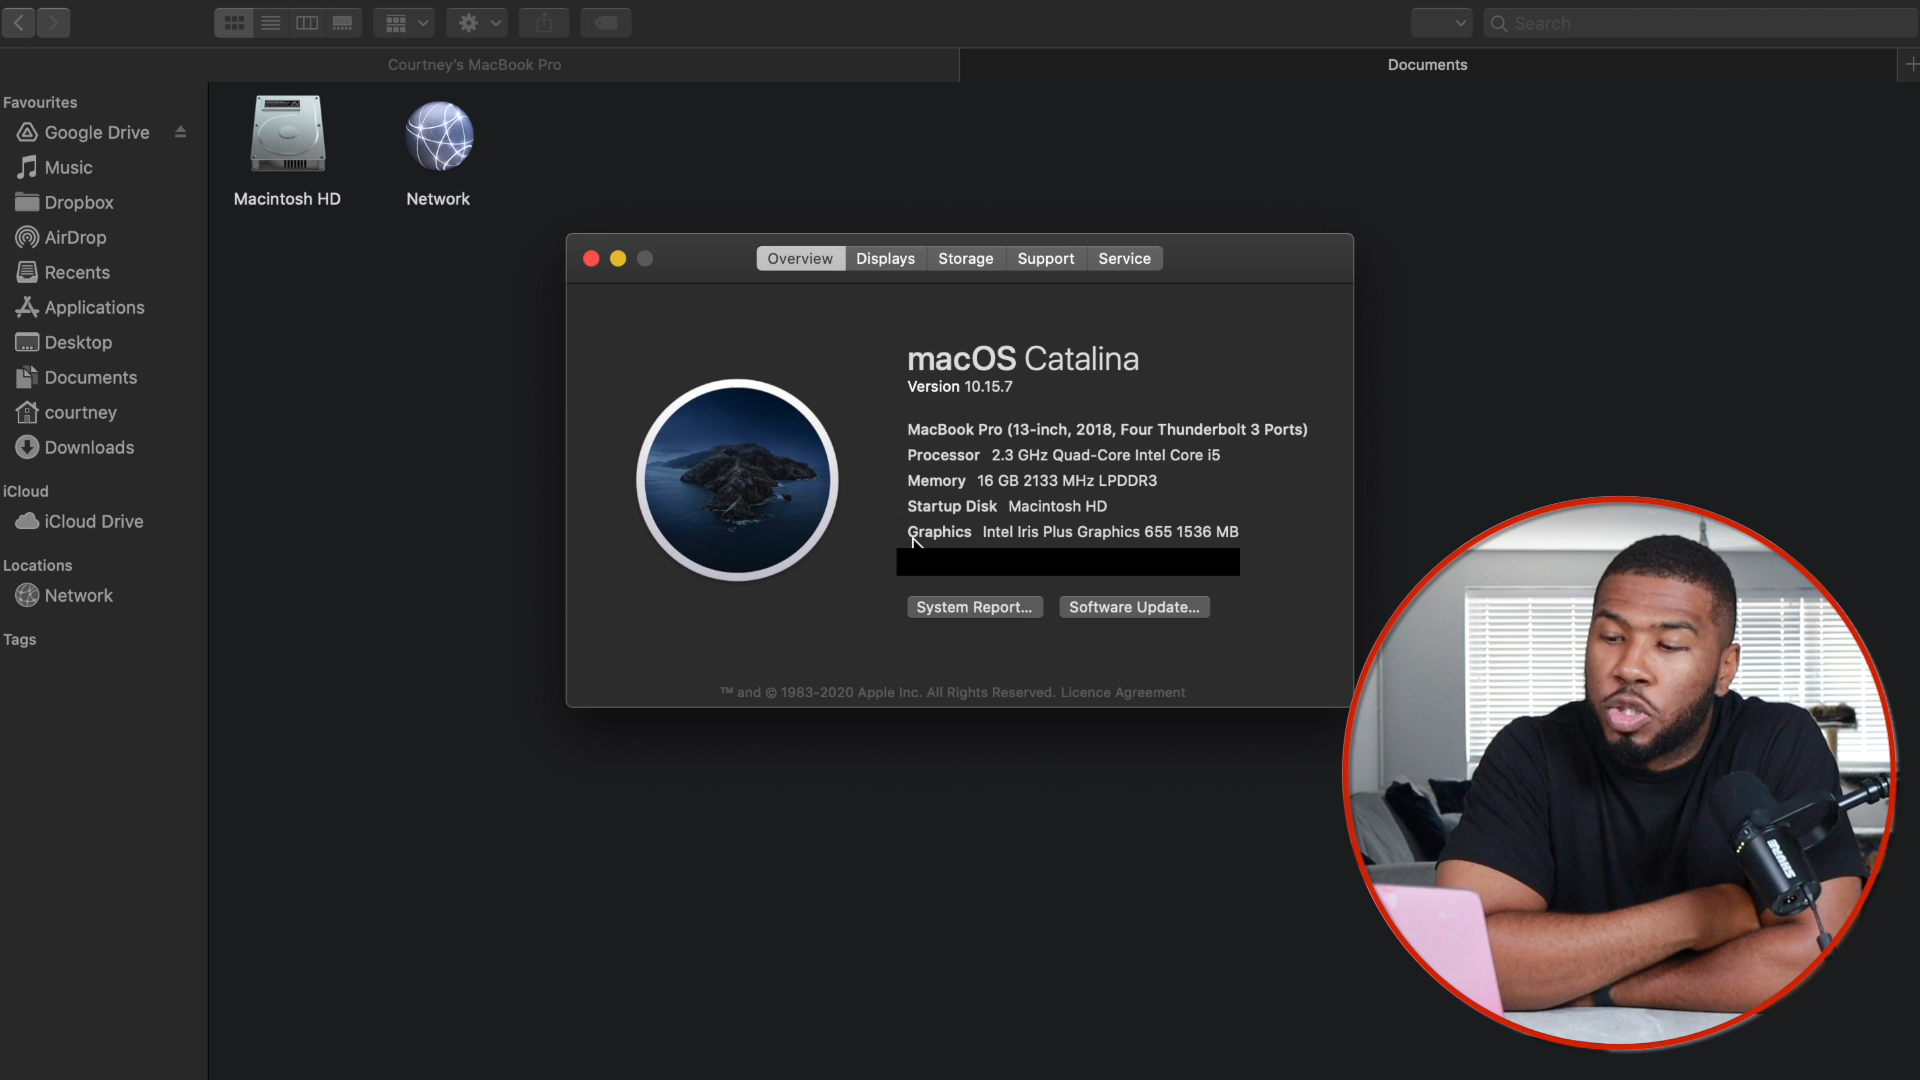 Search
Courtney's MacBook Pro
Documents
Favourites
Google Drive
Music
Dropbox
AirDrop
Recents
Applications
Desktop
Documents
courtney
Downloads
iCloud
iCloud Drive
Locations
Network
Tags
Macintosh HD
Network
Overview
Displays
Storage
Support
Service
macOS Catalina
Version 10.15.7
MacBook Pro (13-inch, 2018, Four Thunderbolt 3 Ports)
Processor 2.3 GHz Quad-Core Intel Core i5
Memory 16 GB 2133 MHz LPDDR3
Startup Disk Macintosh HD
Graphics Intel Iris Plus Graphics 655 1536 MB
System Report...
Software Update...
™ and © 1983-2020 Apple Inc. All Rights Reserved. Licence Agreement
SHURE